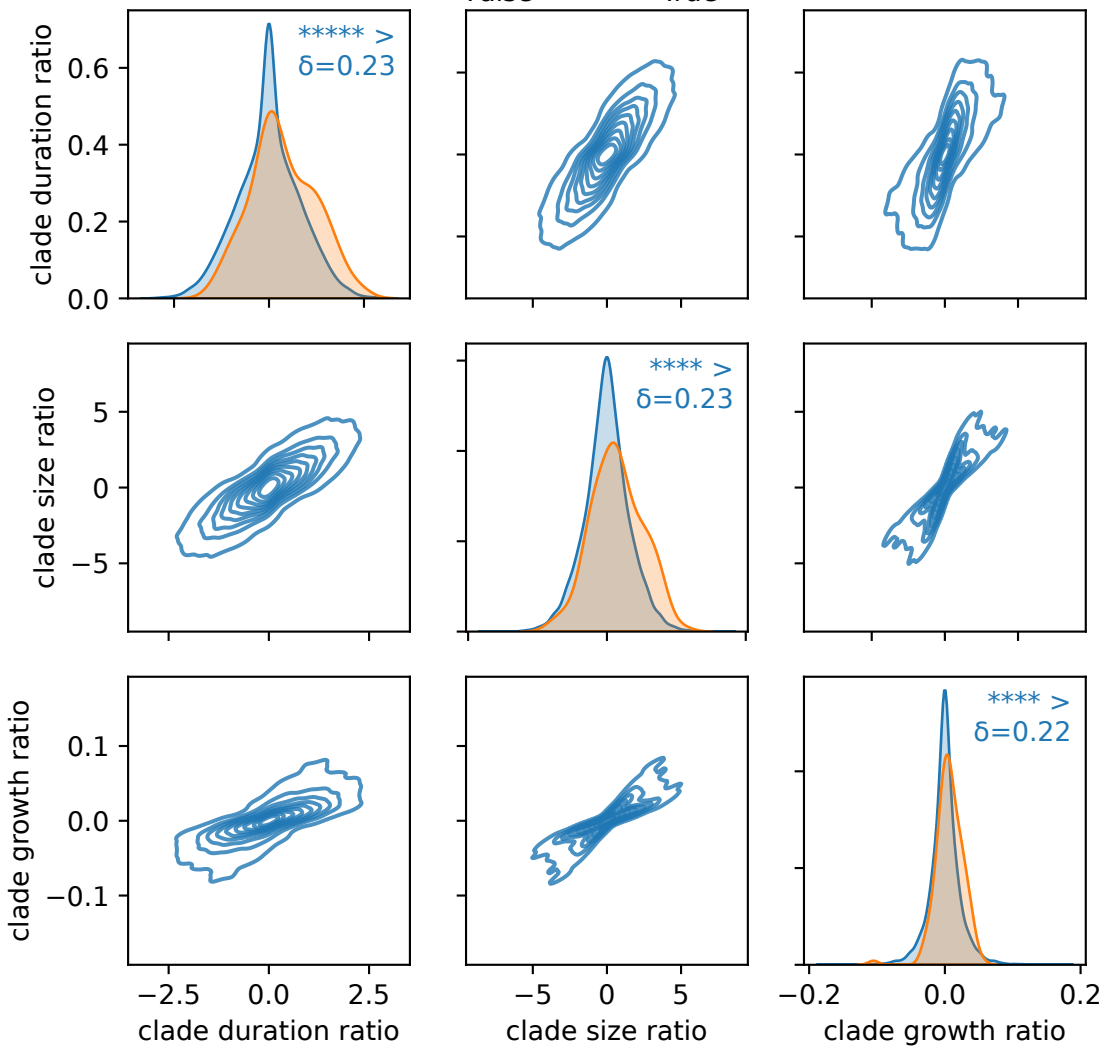 clade duration ratio
0.6
0.4
0.2
0.0
***** >
δ=0.23
clade size ratio
5
0
−5
**** >
δ=0.23
clade growth ratio
0.1
0.0
−0.1
**** >
δ=0.22
−2.5 0.0 2.5
−5 0 5
−0.2 0.0 0.2
clade duration ratio
clade size ratio
clade growth ratio